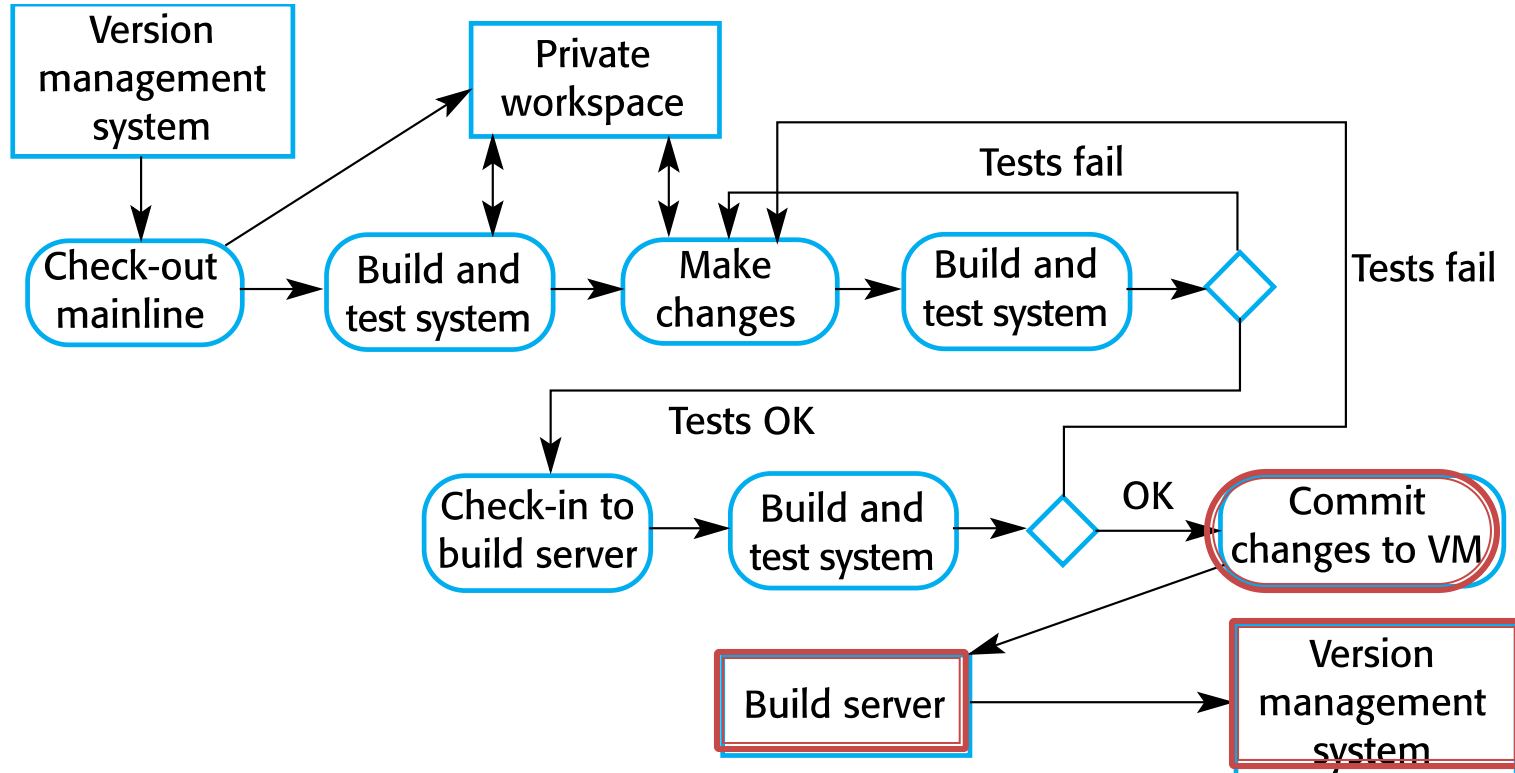 Version
management
system
Private
workspace
Tests fail
Tests fail
Check-out
mainline
Build and
test system
Make
changes
Build and
test system
Tests OK
Check-in to
build server
Build and
test system
OK
Commit
changes to VM
Build server
Version
management
system